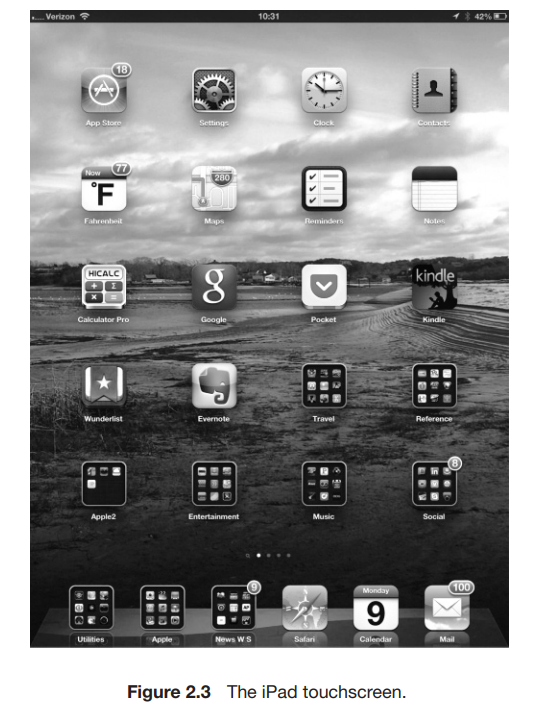 Verizon 10:31 42%
18
App Store Settings Clock Contacts
Now 77 280
°F
Fahrenheit Maps Reminders Notes
HICALC g kindle
+ Σ
× =
Calculator Pro Google Pocket Kindle
Wunderlist Evernote Travel Reference
8
Apple2 Entertainment Music Social
9 Monday 100
9
Utilities Apple News W S Safari Calendar Mail
Figure 2.3 The iPad touchscreen.